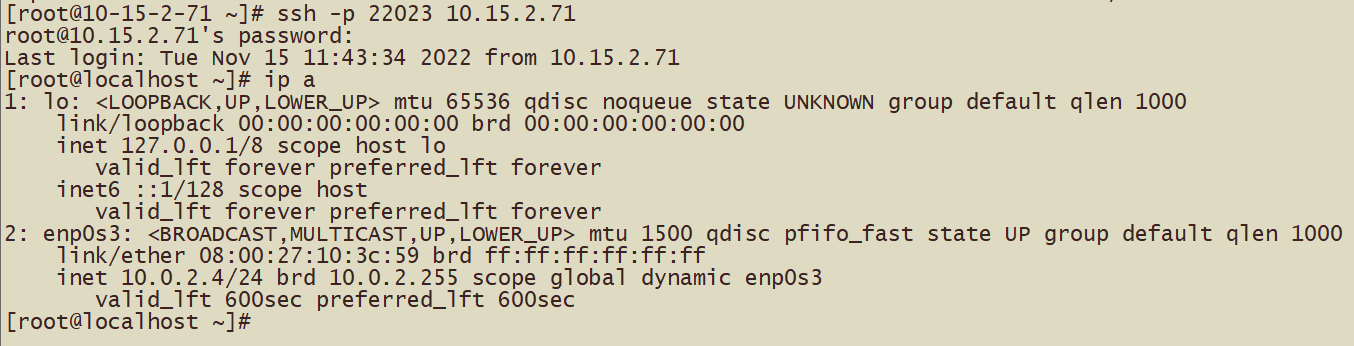 [root@10-15-2-71 ~]# ssh -p 22023 10.15.2.71
root@10.15.2.71's password:
Last login: Tue Nov 15 11:43:34 2022 from 10.15.2.71
[root@localhost ~]# ip a
1: lo: <LOOPBACK,UP,LOWER_UP> mtu 65536 qdisc noqueue state UNKNOWN group default qlen 1000
    link/loopback 00:00:00:00:00:00 brd 00:00:00:00:00:00
    inet 127.0.0.1/8 scope host lo
       valid_lft forever preferred_lft forever
    inet6 ::1/128 scope host
       valid_lft forever preferred_lft forever
2: enp0s3: <BROADCAST,MULTICAST,UP,LOWER_UP> mtu 1500 qdisc pfifo_fast state UP group default qlen 1000
    link/ether 08:00:27:10:3c:59 brd ff:ff:ff:ff:ff:ff
    inet 10.0.2.4/24 brd 10.0.2.255 scope global dynamic enp0s3
       valid_lft 600sec preferred_lft 600sec
[root@localhost ~]#